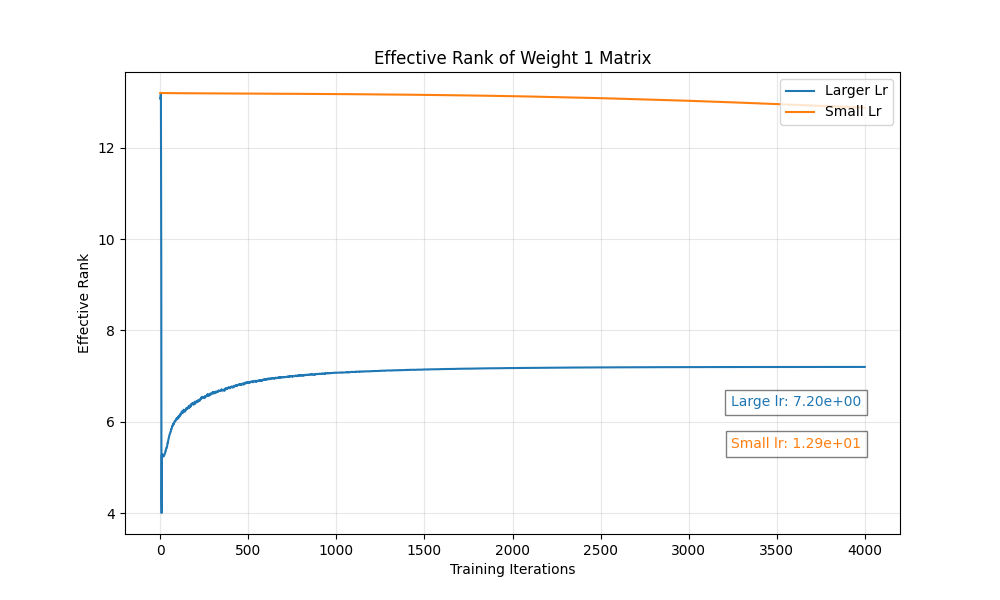 Effective Rank of Weight 1 Matrix
Larger Lr
Small Lr
12
10
8
6
4
Effective Rank
Large lr: 7.20e+00
Small lr: 1.29e+01
0
500
1000
1500
2000
2500
3000
3500
4000
Training Iterations